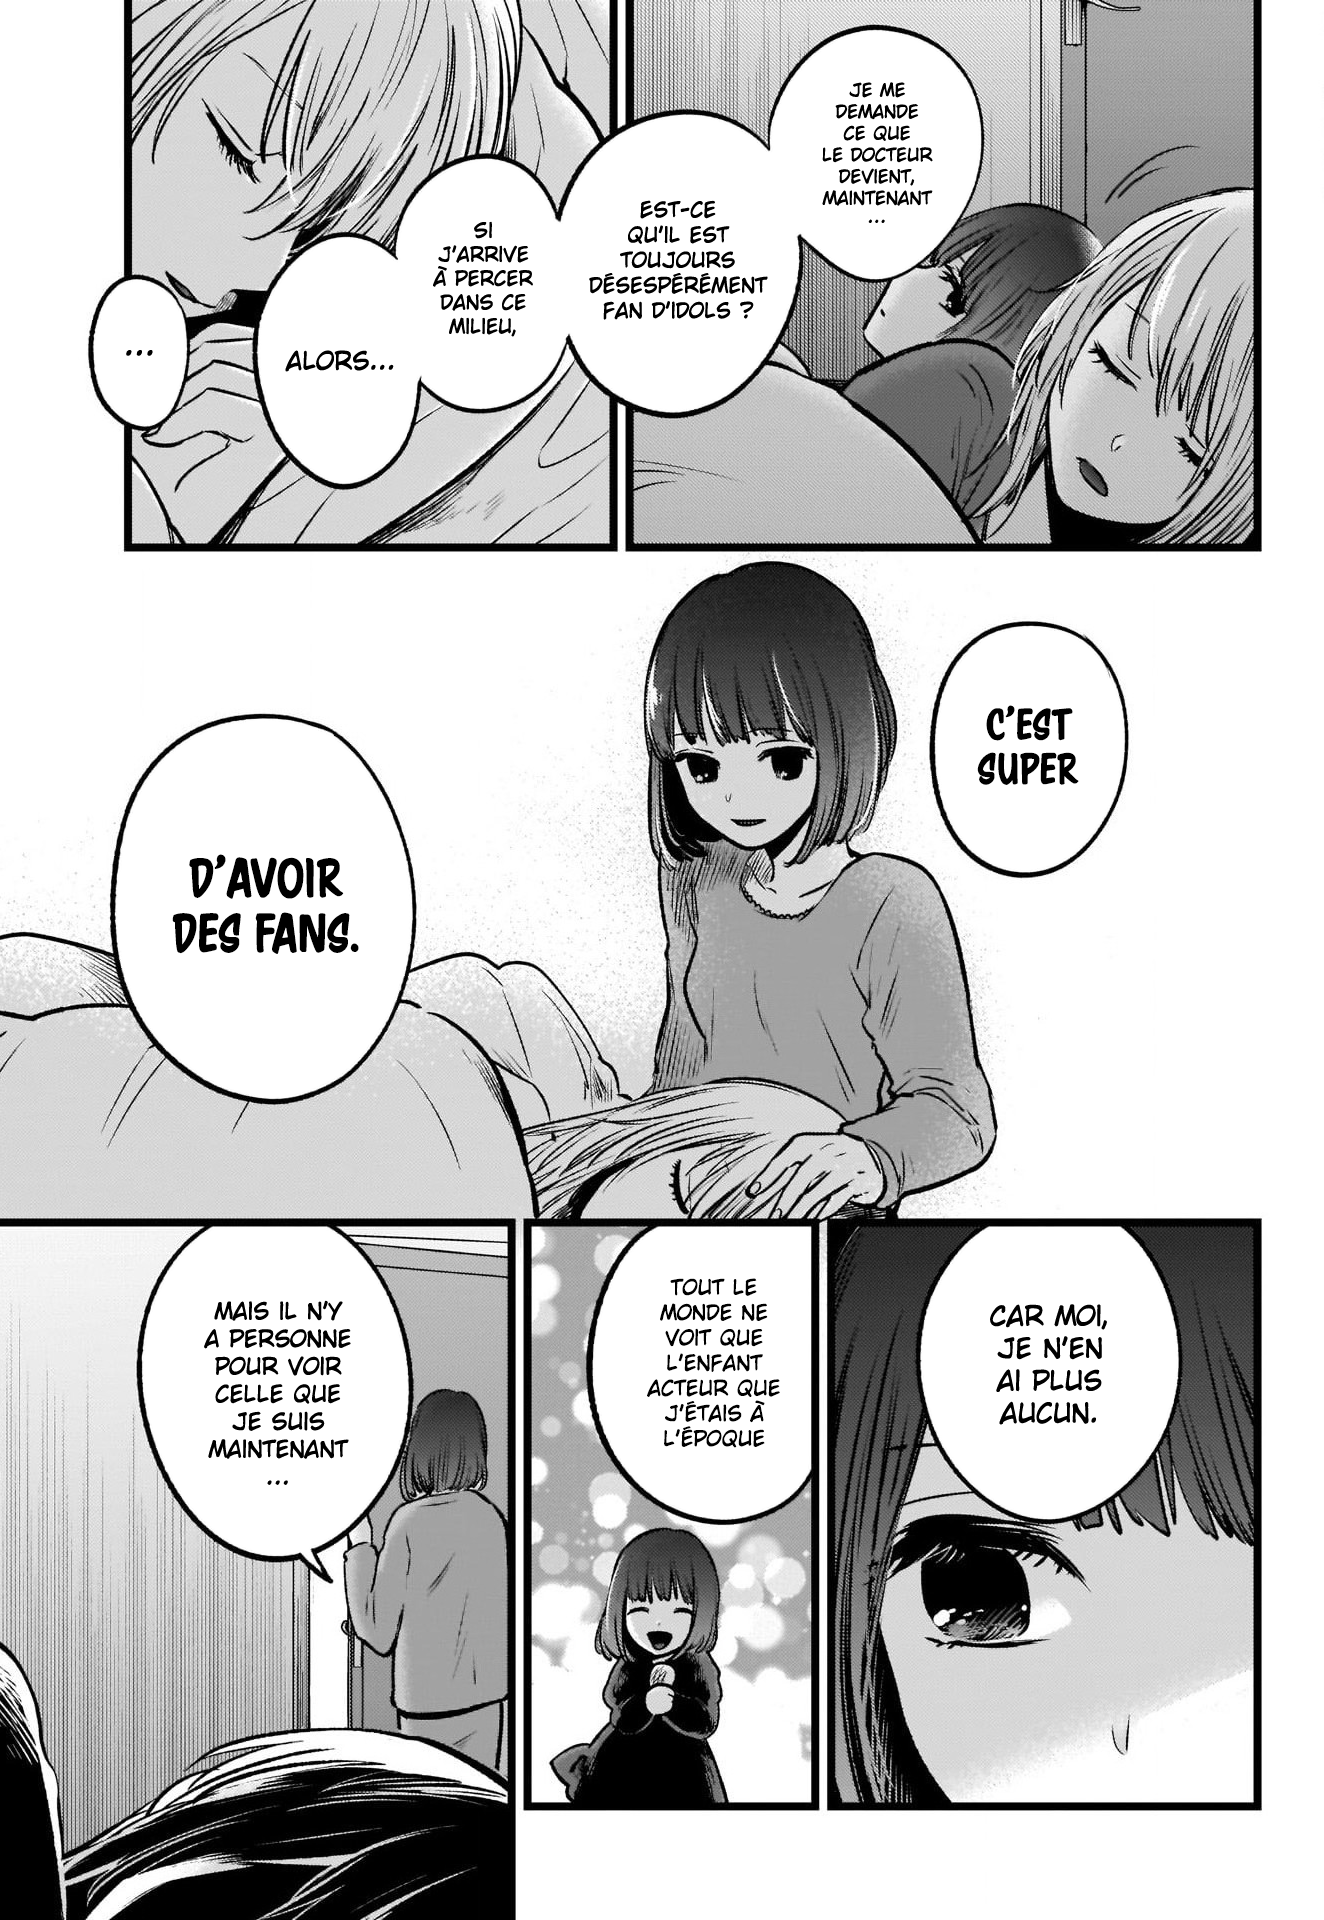 JE ME
DEMANDE
CE QUE
LE DOCTEUR
DEVIENT,
MAINTENANT
...
EST-CE
QU'IL EST
TOUJOURS
DÉSESPÉRÉMENT
FAN D'IDOLS ?
SI
J'ARRIVE
À PERCER
DANS CE
MILIEU,
ALORS...
...
C'EST
SUPER
D'AVOIR
DES FANS.
CAR MOI,
JE N'EN
AI PLUS
AUCUN.
TOUT LE
MONDE NE
VOIT QUE
L'ENFANT
ACTEUR QUE
J'ÉTAIS À
L'ÉPOQUE
MAIS IL N'Y
A PERSONNE
POUR VOIR
CELLE QUE
JE SUIS
MAINTENANT
...